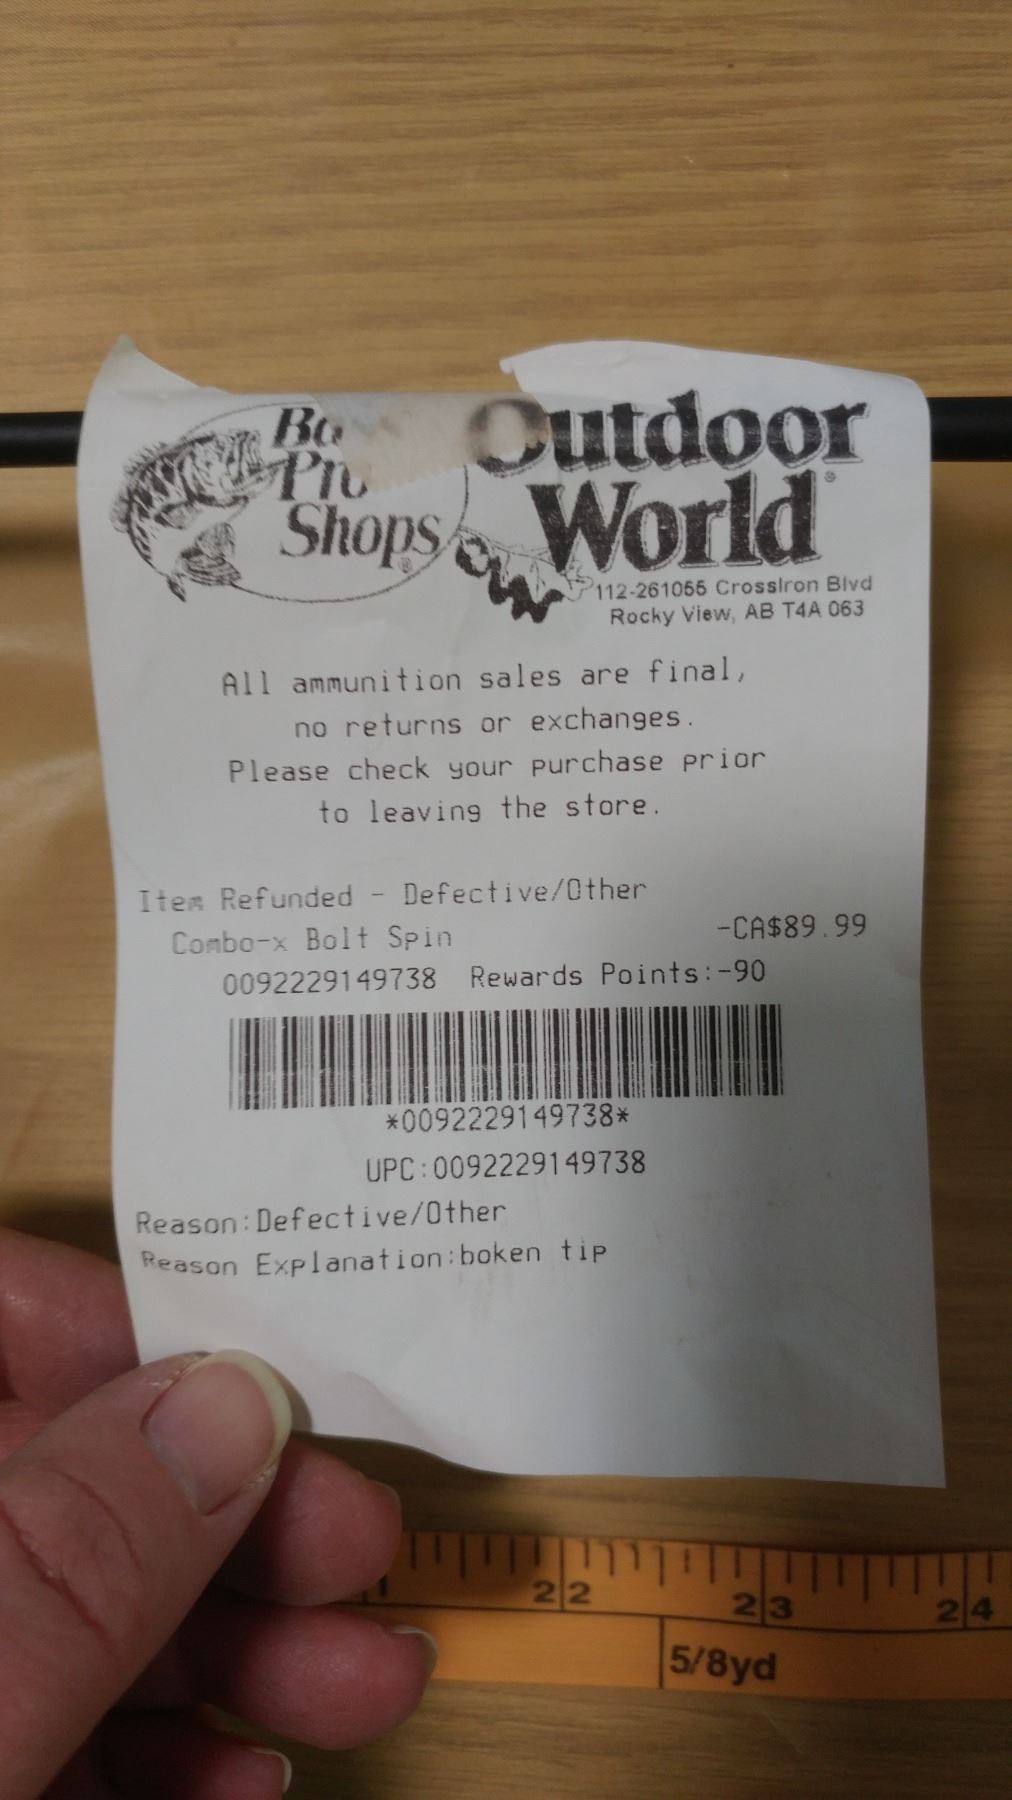 Pro
Shops®
Outdoor
World®
OW
112-261055 CrossIron Blvd
Rocky View, AB T4A 063
All ammunition sales are final,
no returns or exchanges.
Please check your purchase prior
to leaving the store.
Item Refunded - Defective/Other
Combo-x Bolt Spin -CA$89.99
0092229149738 Rewards Points:-90
*0092229149738*
UPC:0092229149738
Reason:Defective/Other
Reason Explanation:boken tip
22 23 24
5/8yd